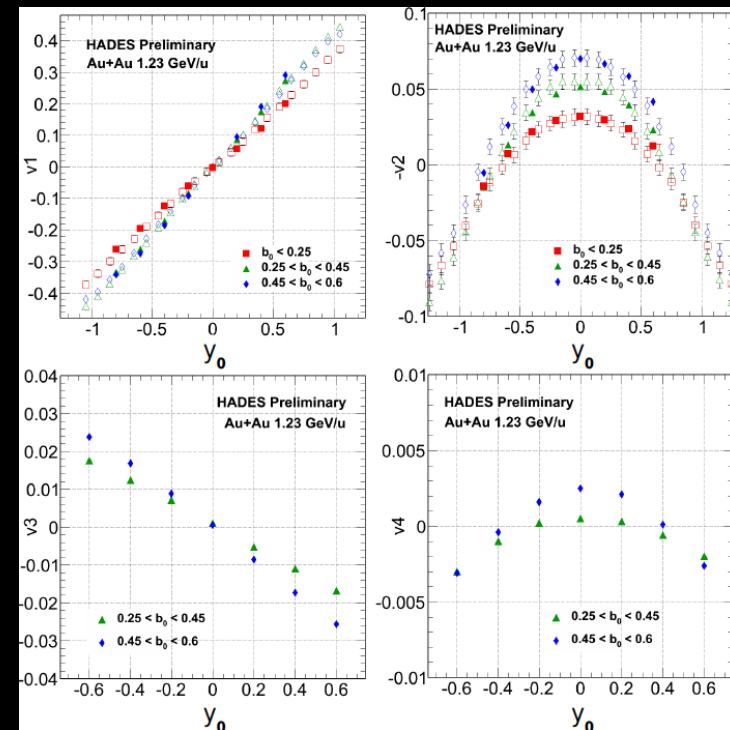 HADES Preliminary
Au+Au 1.23 GeV/u
v1
0.4
0.3
0.2
0.1
0
-0.1
-0.2
-0.3
-0.4
b₀ < 0.25
0.25 < b₀ < 0.45
0.45 < b₀ < 0.6
-1 -0.5 0 0.5 1
y₀
HADES Preliminary
Au+Au 1.23 GeV/u
-v2
0.1
0.05
0
-0.05
-0.1
b₀ < 0.25
0.25 < b₀ < 0.45
0.45 < b₀ < 0.6
-1 -0.5 0 0.5 1
y₀
HADES Preliminary
Au+Au 1.23 GeV/u
v3
0.04
0.03
0.02
0.01
0
-0.01
-0.02
-0.03
-0.04
0.25 < b₀ < 0.45
0.45 < b₀ < 0.6
-0.6 -0.4 -0.2 0 0.2 0.4 0.6
y₀
HADES Preliminary
Au+Au 1.23 GeV/u
v4
0.01
0.005
0
-0.005
-0.01
0.25 < b₀ < 0.45
0.45 < b₀ < 0.6
-0.6 -0.4 -0.2 0 0.2 0.4 0.6
y₀